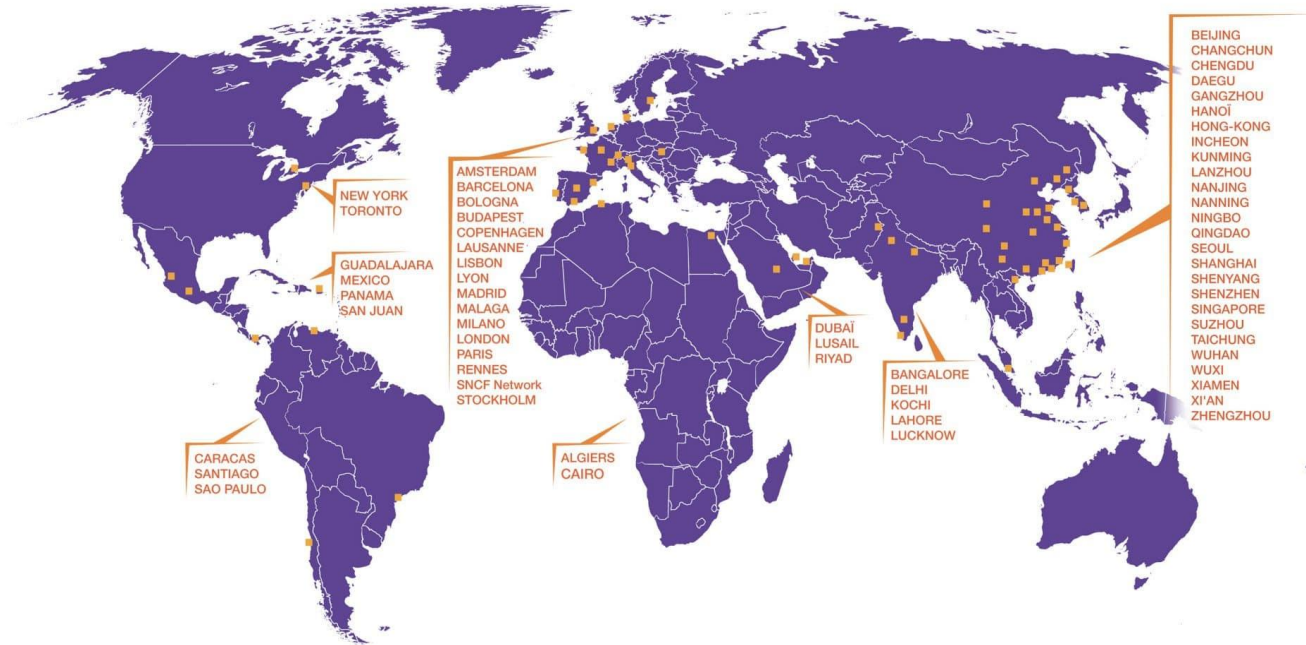 NEW YORK
TORONTO
GUADALAJARA
MEXICO
PANAMA
SAN JUAN
CARACAS
SANTIAGO
SAO PAULO
AMSTERDAM
BARCELONA
BOLOGNA
BUDAPEST
COPENHAGEN
LAUSANNE
LISBON
LYON
MADRID
MALAGA
MILANO
LONDON
PARIS
RENNES
SNCF Network
STOCKHOLM
ALGIERS
CAIRO
DUBAÏ
LUSAIL
RIYAD
BANGALORE
DELHI
KOCHI
LAHORE
LUCKNOW
BEIJING
CHANGCHUN
CHENGDU
DAEGU
GANGZHOU
HANOÏ
HONG-KONG
INCHEON
KUNMING
LANZHOU
NANJING
NANNING
NINGBO
QINGDAO
SEOUL
SHANGHAI
SHENYANG
SHENZHEN
SINGAPORE
SUZHOU
TAICHUNG
WUHAN
WUXI
XIAMEN
XI'AN
ZHENGZHOU